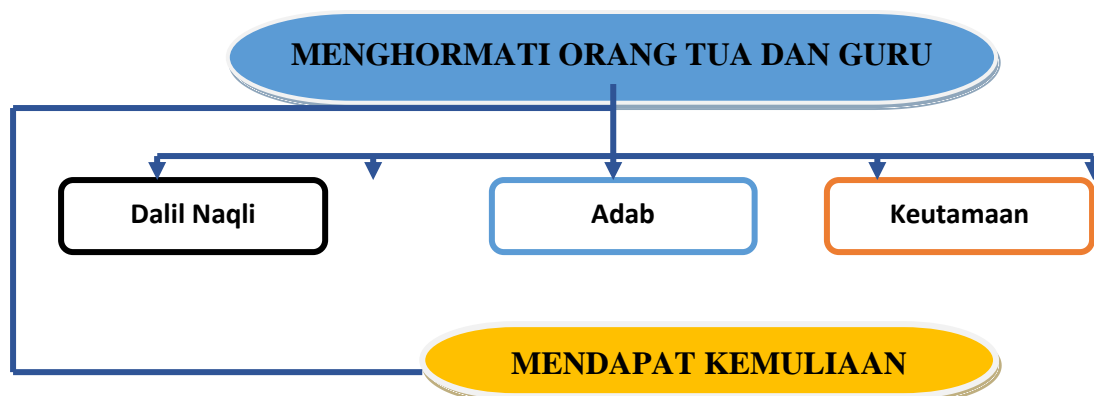 MENGHORMATI ORANG TUA DAN GURU
Dalil Naqli
Adab
Keutamaan
MENDAPAT KEMULIAAN